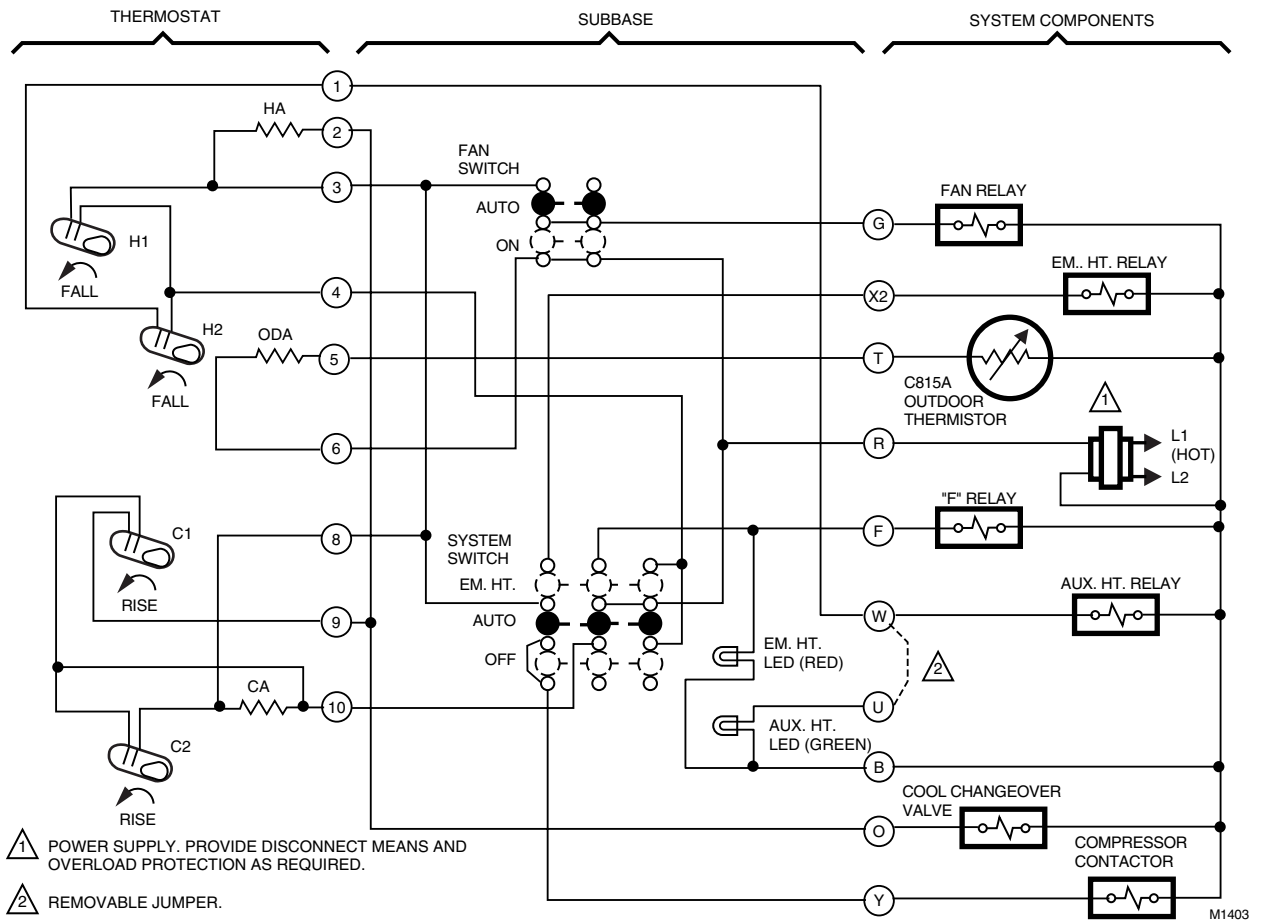 THERMOSTAT
SUBBASE
SYSTEM COMPONENTS
1
HA
2
FAN
SWITCH
3
AUTO
FAN RELAY
G
H1
ON
EM.. HT. RELAY
FALL
4
X2
H2
ODA
5
T
FALL
C815A
OUTDOOR
THERMISTOR
1
6
R
L1
(HOT)
L2
"F" RELAY
C1
8
SYSTEM
SWITCH
F
EM. HT.
AUX. HT. RELAY
RISE
9
AUTO
W
EM. HT.
LED (RED)
OFF
2
CA
10
U
C2
AUX. HT.
LED (GREEN)
B
COOL CHANGEOVER
VALVE
RISE
O
COMPRESSOR
CONTACTOR
1 POWER SUPPLY. PROVIDE DISCONNECT MEANS AND
OVERLOAD PROTECTION AS REQUIRED.
2 REMOVABLE JUMPER.
Y
M1403